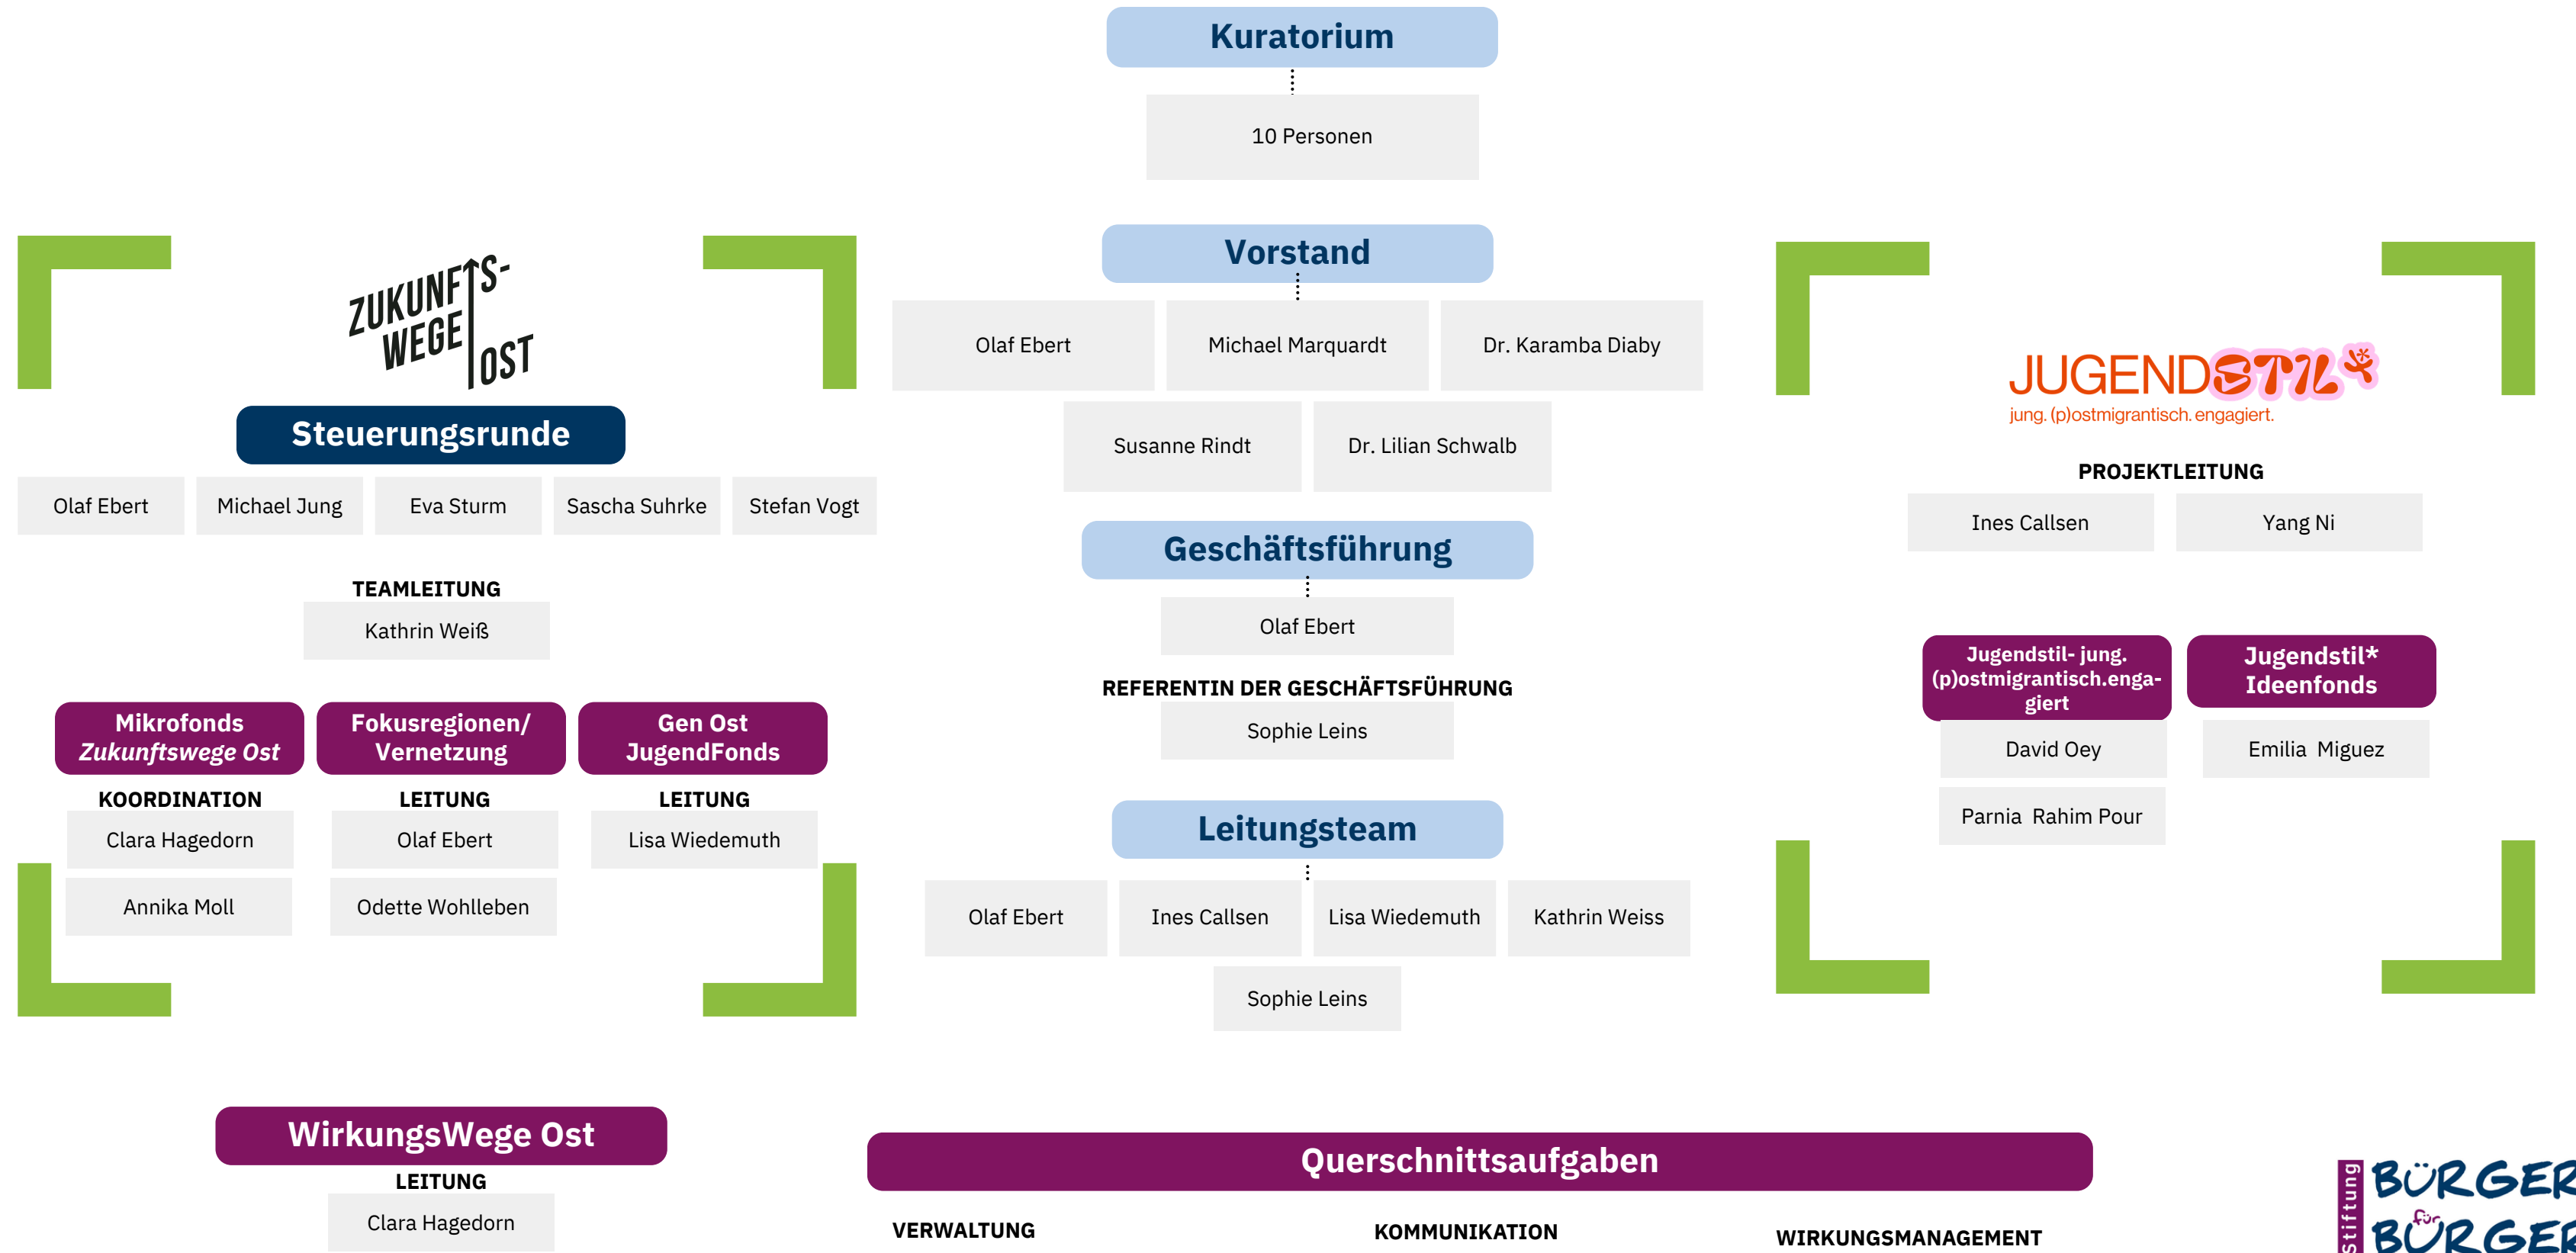 Kuratorium
10 Personen
Vorstand
Olaf Ebert
Michael Marquardt
Dr. Karamba Diaby
Susanne Rindt
Dr. Lilian Schwalb
Geschäftsführung
Olaf Ebert
REFERENTIN DER GESCHÄFTSFÜHRUNG
Sophie Leins
Leitungsteam
Olaf Ebert
Ines Callsen
Lisa Wiedemuth
Kathrin Weiss
Sophie Leins
ZUKUNFTS-
WEGE
OST
Steuerungsrunde
Olaf Ebert
Michael Jung
Eva Sturm
Sascha Suhrke
Stefan Vogt
TEAMLEITUNG
Kathrin Weiß
Mikrofonds
Zukunftswege Ost
KOORDINATION
Clara Hagedorn
Annika Moll
Fokusregionen/
Vernetzung
LEITUNG
Olaf Ebert
Odette Wohlleben
Gen Ost
JugendFonds
LEITUNG
Lisa Wiedemuth
JUGENDSTIL*
jung. (p)ostmigrantisch. engagiert.
PROJEKTLEITUNG
Ines Callsen
Yang Ni
Jugendstil- jung.
(p)ostmigrantisch.enga-
giert
David Oey
Parnia Rahim Pour
Jugendstil*
Ideenfonds
Emilia Miguez
WirkungsWege Ost
LEITUNG
Clara Hagedorn
Querschnittsaufgaben
VERWALTUNG
KOMMUNIKATION
WIRKUNGSMANAGEMENT
Stiftung
BÜRGER
für
BÜRGER